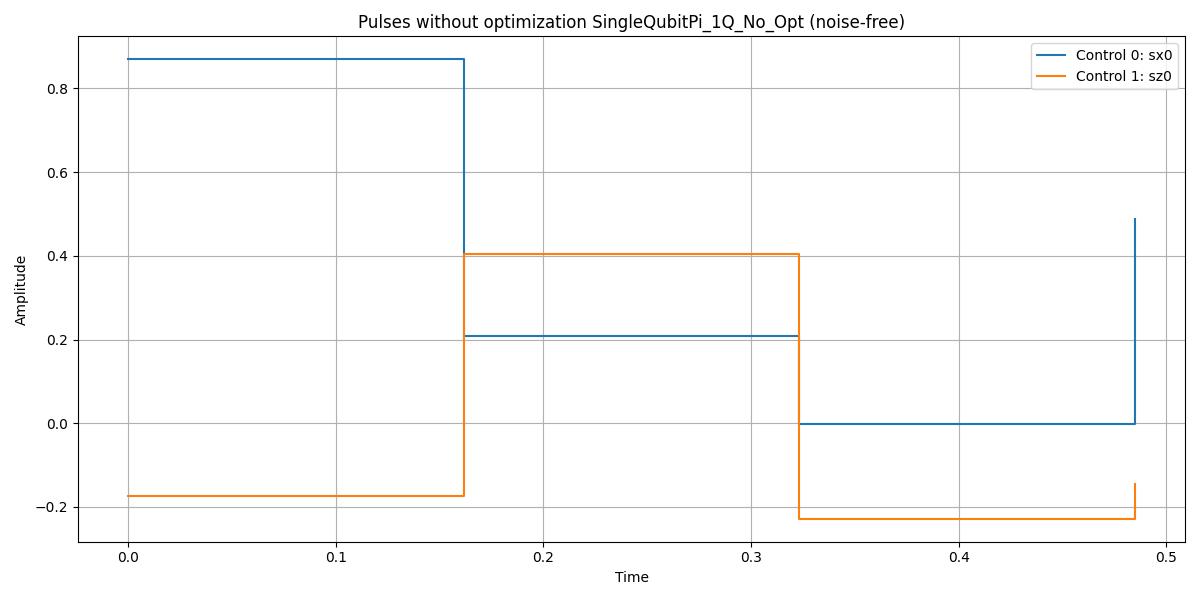 Pulses without optimization SingleQubitPi_1Q_No_Opt (noise-free)
Control 0: sx0
Control 1: sz0
Amplitude
0.8
0.6
0.4
0.2
0.0
−0.2
0.0 0.1 0.2 0.3 0.4 0.5
Time